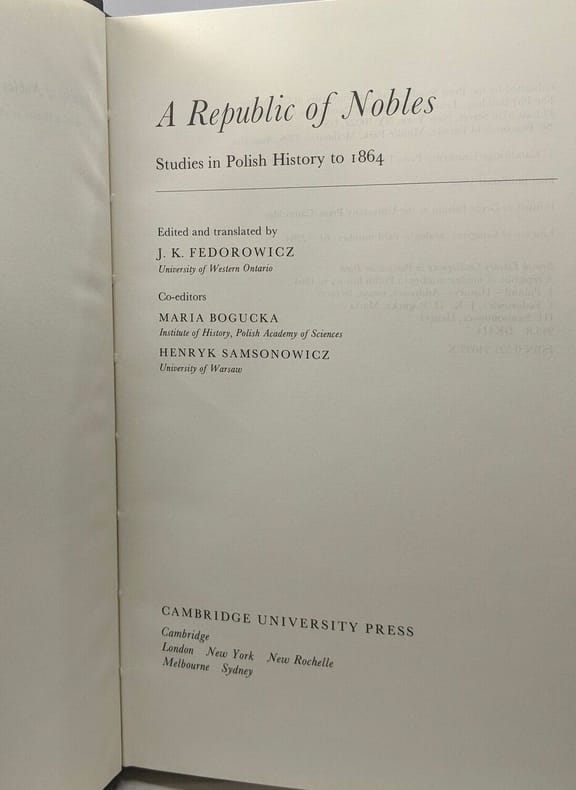 A Republic of Nobles
Studies in Polish History to 1864
Edited and translated by
J. K. FEDOROWICZ
University of Western Ontario
Co-editors
MARIA BOGUCKA
Institute of History, Polish Academy of Sciences
HENRYK SAMSONOWICZ
University of Warsaw
CAMBRIDGE UNIVERSITY PRESS
Cambridge
London New York New Rochelle
Melbourne Sydney